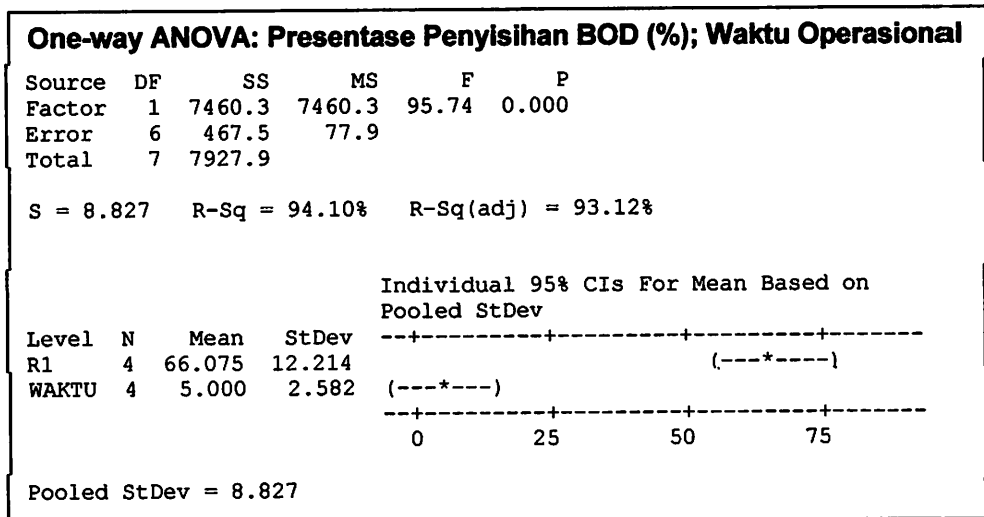 One-way ANOVA: Presentase Penyisihan BOD (%); Waktu Operasional
Source DF SS MS F P
Factor 1 7460.3 7460.3 95.74 0.000
Error 6 467.5 77.9
Total 7 7927.9
S = 8.827 R-Sq = 94.10% R-Sq(adj) = 93.12%
Individual 95% CIs For Mean Based on
Pooled StDev
Level N Mean StDev --+---------+---------+---------+-------
R1 4 66.075 12.214 (---*----)
WAKTU 4 5.000 2.582 (---*---)
--+---------+---------+---------+-------
0 25 50 75
Pooled StDev = 8.827